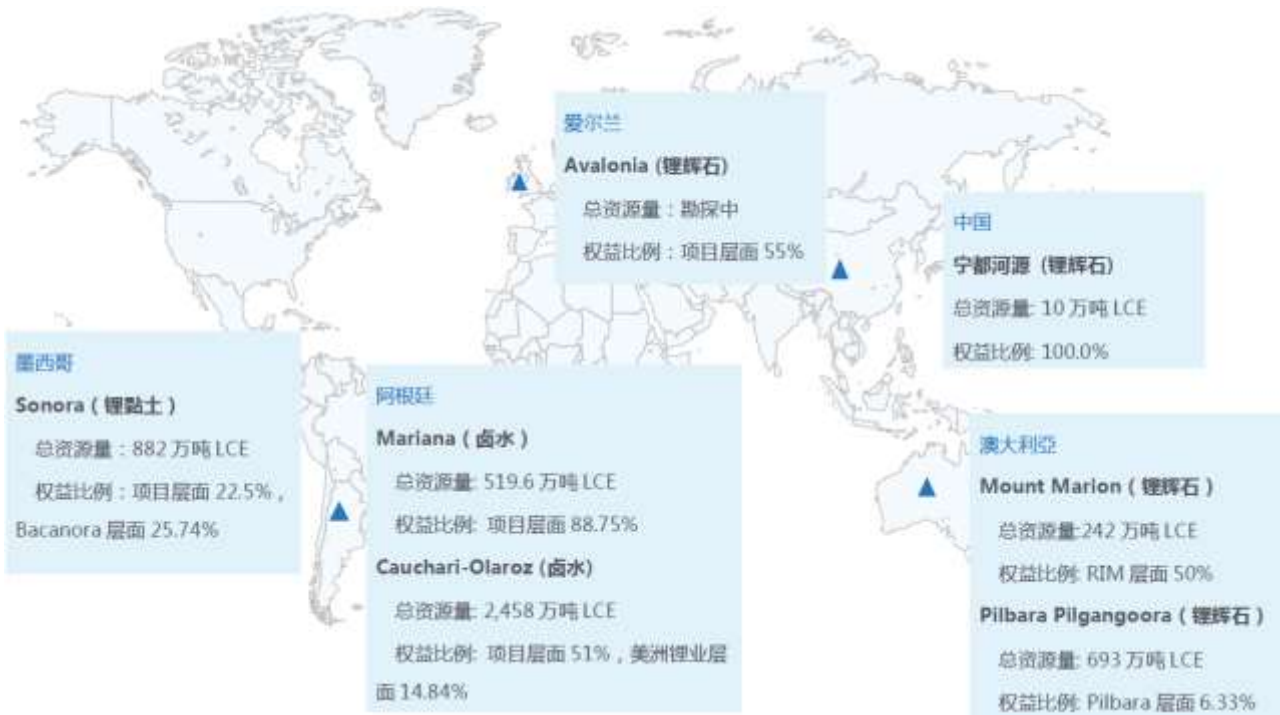 爱尔兰
Avalonia (锂辉石)
总资源量：勘探中
权益比例：项目层面 55%
中国
宁都河源（锂辉石）
总资源量: 10 万吨 LCE
权益比例: 100.0%
墨西哥
Sonora（锂黏土）
总资源量：882 万吨 LCE
权益比例：项目层面 22.5%，
Bacanora 层面 25.74%
阿根廷
Mariana（卤水）
总资源量: 519.6 万吨 LCE
权益比例: 项目层面 88.75%
Cauchari-Olaroz (卤水)
总资源量: 2,458 万吨 LCE
权益比例: 项目层面 51%，美洲锂业层
面 14.84%
澳大利亞
Mount Marion（锂辉石）
总资源量:242 万吨 LCE
权益比例: RIM 层面 50%
Pilbara Pilgangoora（锂辉石）
总资源量: 693 万吨 LCE
权益比例: Pilbara 层面 6.33%